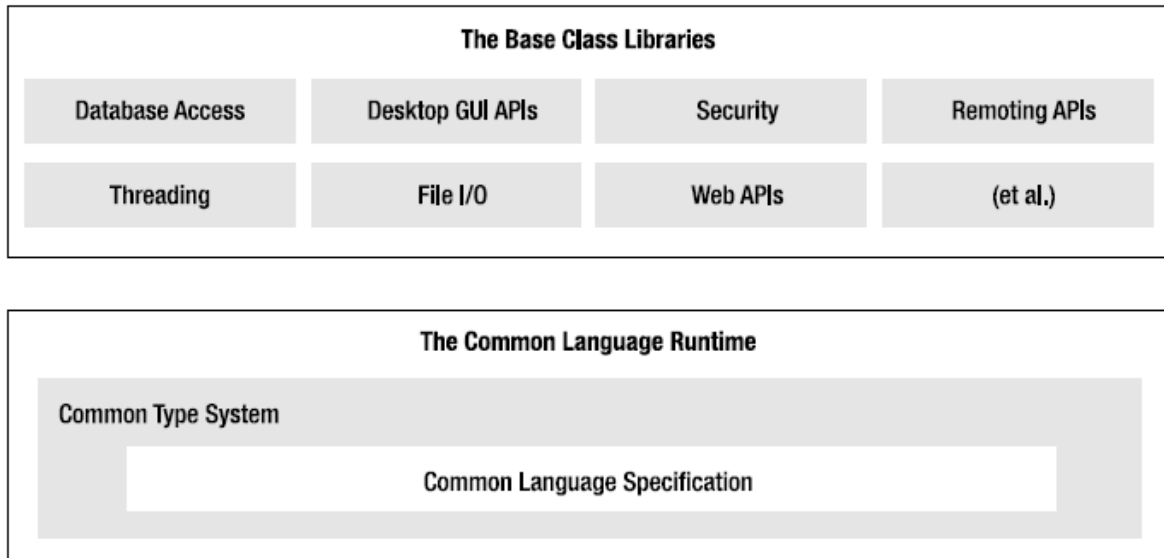 The Base Class Libraries
Database Access
Desktop GUI APIs
Security
Remoting APIs
Threading
File I/O
Web APIs
(et al.)
The Common Language Runtime
Common Type System
Common Language Specification